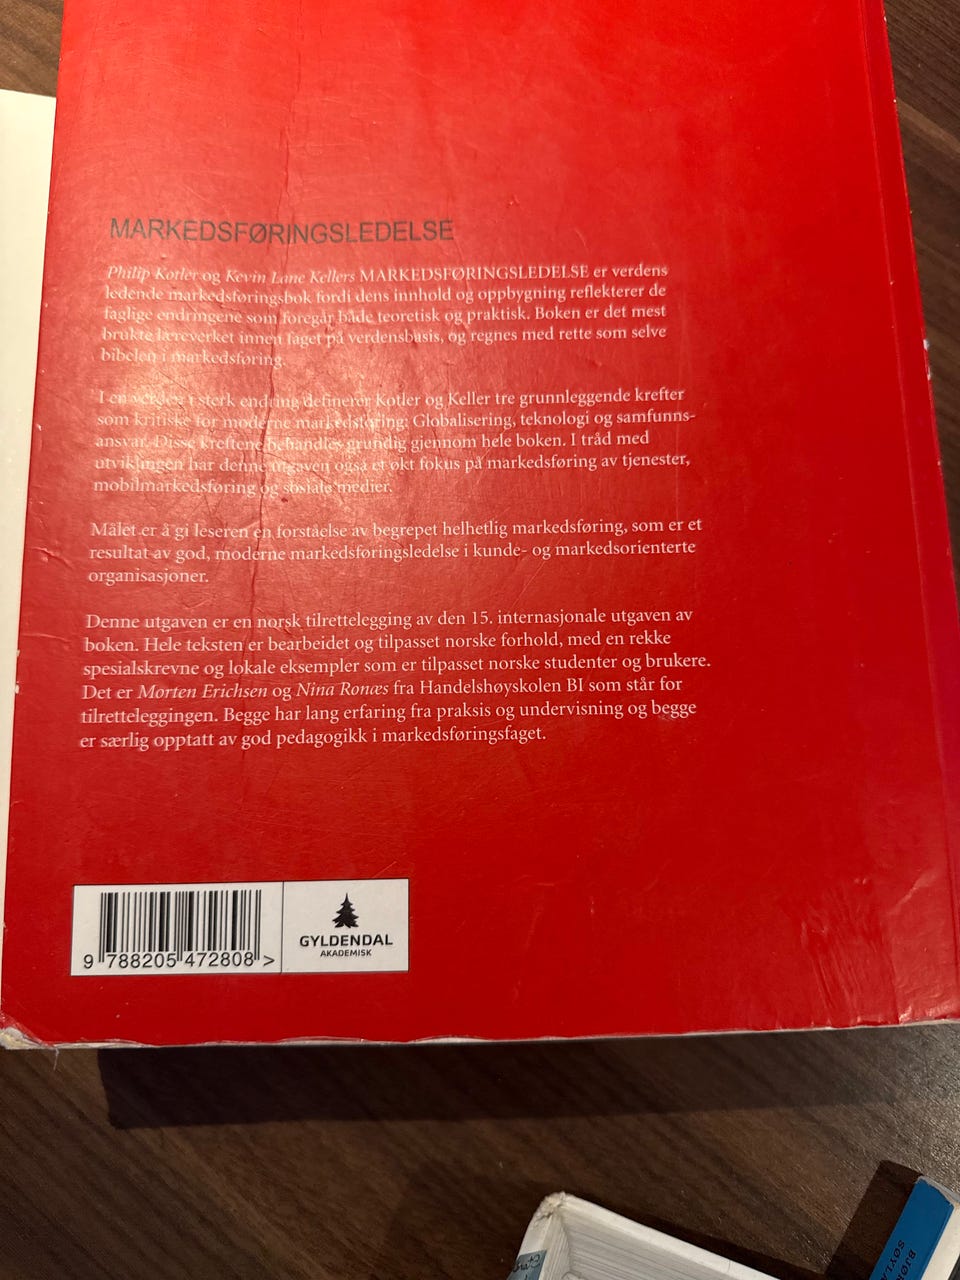 MARKEDSFØRINGSLEDELSE
Philip Kotler og Kevin Lane Kellers MARKEDSFØRINGSLEDELSE er verdens
ledende markedsføringsbok fordi dens innhold og oppbygning reflekterer de
faglige endringene som foregår både teoretisk og praktisk. Boken er det mest
brukte læreverket innen faget på verdensbasis, og regnes med rette som selve
bibelen i markedsføring.
I en verden i sterk endring definerer Kotler og Keller tre grunnleggende krefter
som kritiske for moderne markedsføring: Globalisering, teknologi og samfunns-
ansvar. Disse kreftene behandles grundig gjennom hele boken. I tråd med
utviklingen har denne utgaven også et økt fokus på markedsføring av tjenester,
mobilmarkedsføring og sosiale medier.
Målet er å gi leseren en forståelse av begrepet helhetlig markedsføring, som er et
resultat av god, moderne markedsføringsledelse i kunde- og markedsorienterte
organisasjoner.
Denne utgaven er en norsk tilrettelegging av den 15. internasjonale utgaven av
boken. Hele teksten er bearbeidet og tilpasset norske forhold, med en rekke
spesialskrevne og lokale eksempler som er tilpasset norske studenter og brukere.
Det er Morten Erichsen og Nina Ronæs fra Handelshøyskolen BI som står for
tilretteleggingen. Begge har lang erfaring fra praksis og undervisning og begge
er særlig opptatt av god pedagogikk i markedsføringsfaget.
9 788205 472808 >
GYLDENDAL
AKADEMISK